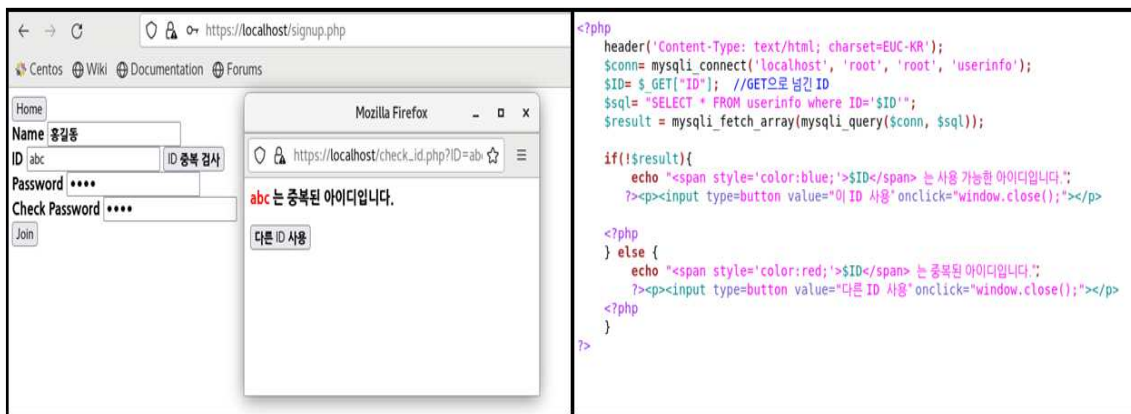 https://localhost/signup.php
Centos Wiki Documentation Forums
Home
Name 홍길동
ID abc ID 중복 검사
Password ••••
Check Password ••••
Join
Mozilla Firefox
https://localhost/check_id.php?ID=ab
abc 는 중복된 아이디입니다.
다른 ID 사용
<?php
header('Content-Type: text/html; charset=EUC-KR');
$conn= mysqli_connect('localhost', 'root', 'root', 'userinfo');
$ID= $_GET["ID"]; //GET으로 넘긴 ID
$sql= "SELECT * FROM userinfo where ID='$ID'";
$result = mysqli_fetch_array(mysqli_query($conn, $sql));
if(!$result){
echo "<span style='color:blue;'>$ID</span> 는 사용 가능한 아이디입니다.";
?><p><input type=button value="이 ID 사용"onclick="window.close();"></p>
<?php
} else {
echo "<span style='color:red;'>$ID</span> 는 중복된 아이디입니다.";
?><p><input type=button value="다른 ID 사용"onclick="window.close();"></p>
<?php
}
?>